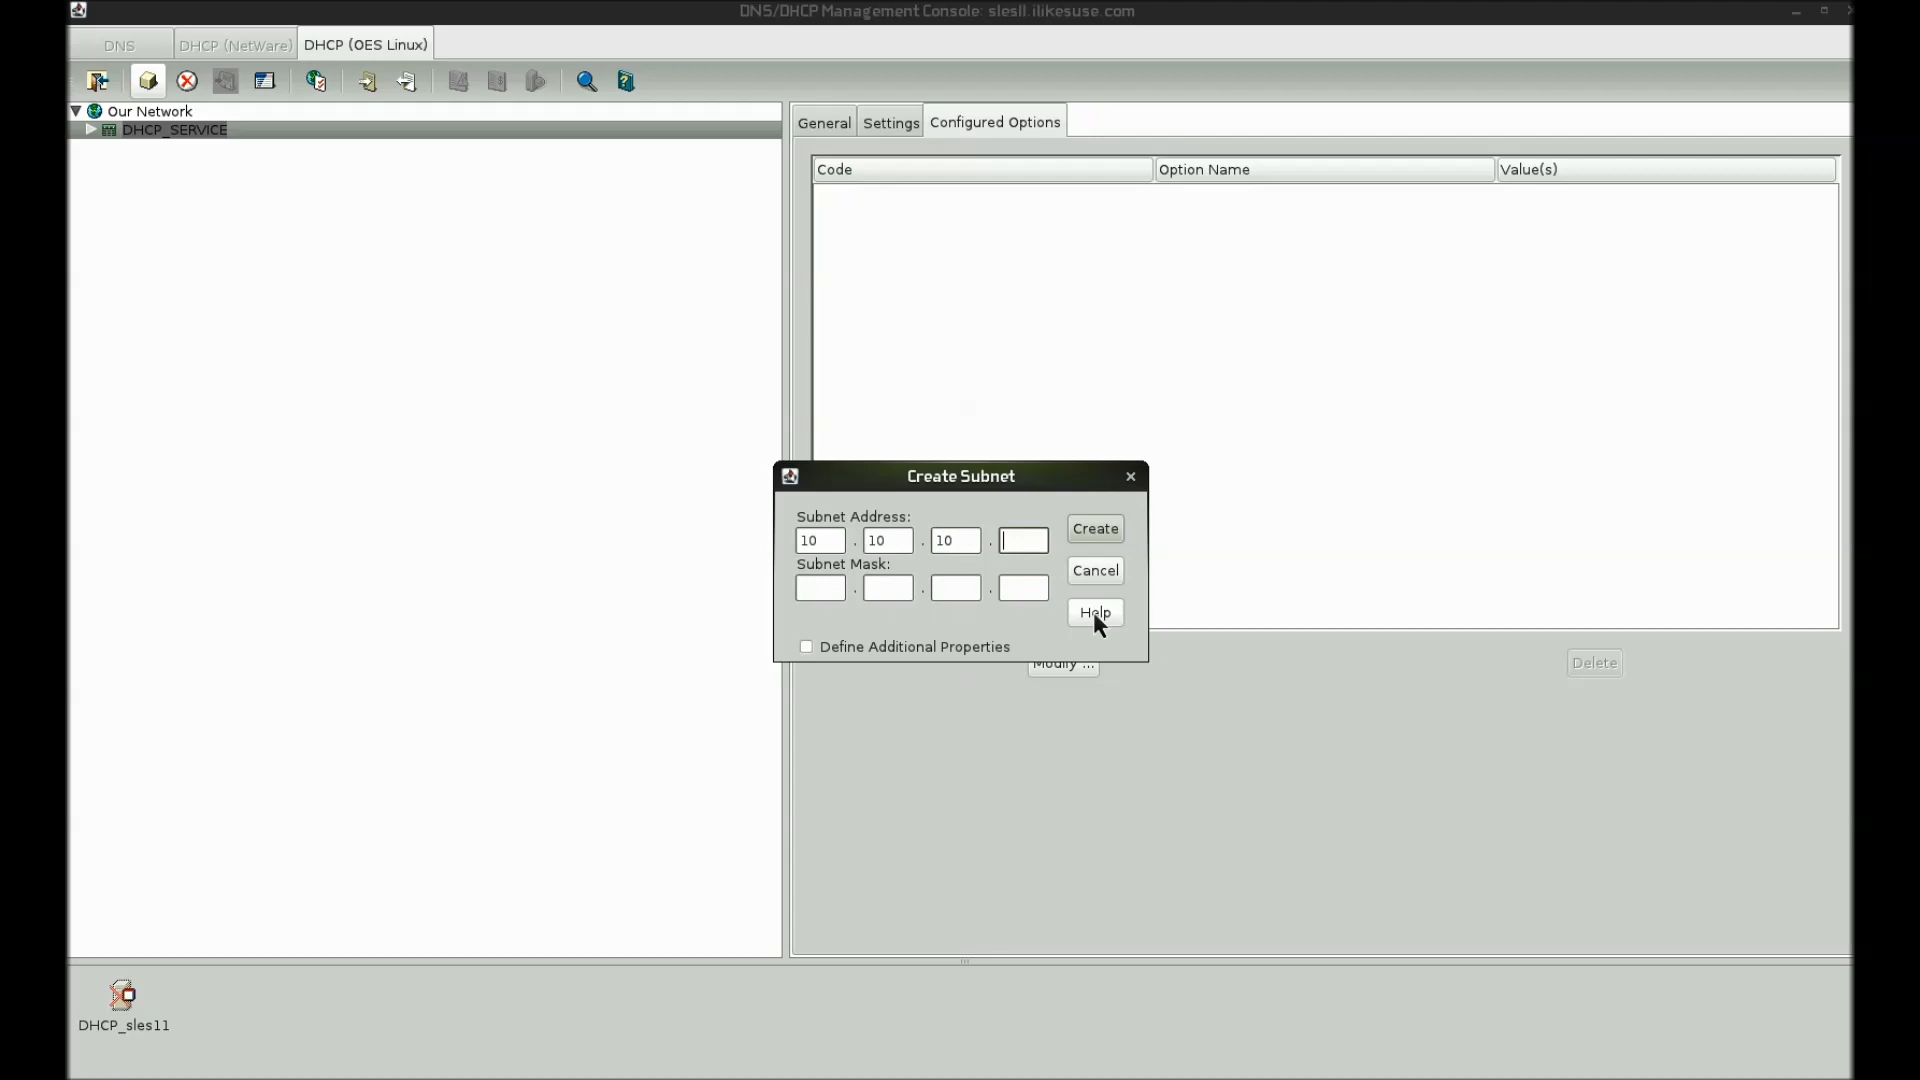 DNS/DHCP Management Console: sles11.ilikesuse.com
DNS DHCP (NetWare) DHCP (OES Linux)
Our Network
DHCP_SERVICE
General Settings Configured Options
Code Option Name Value(s)
Create Subnet
Subnet Address:
10 . 10 . 10 .
Create
Subnet Mask:
. . .
Cancel
Help
Define Additional Properties
Modify ...
Delete
DHCP_sles11